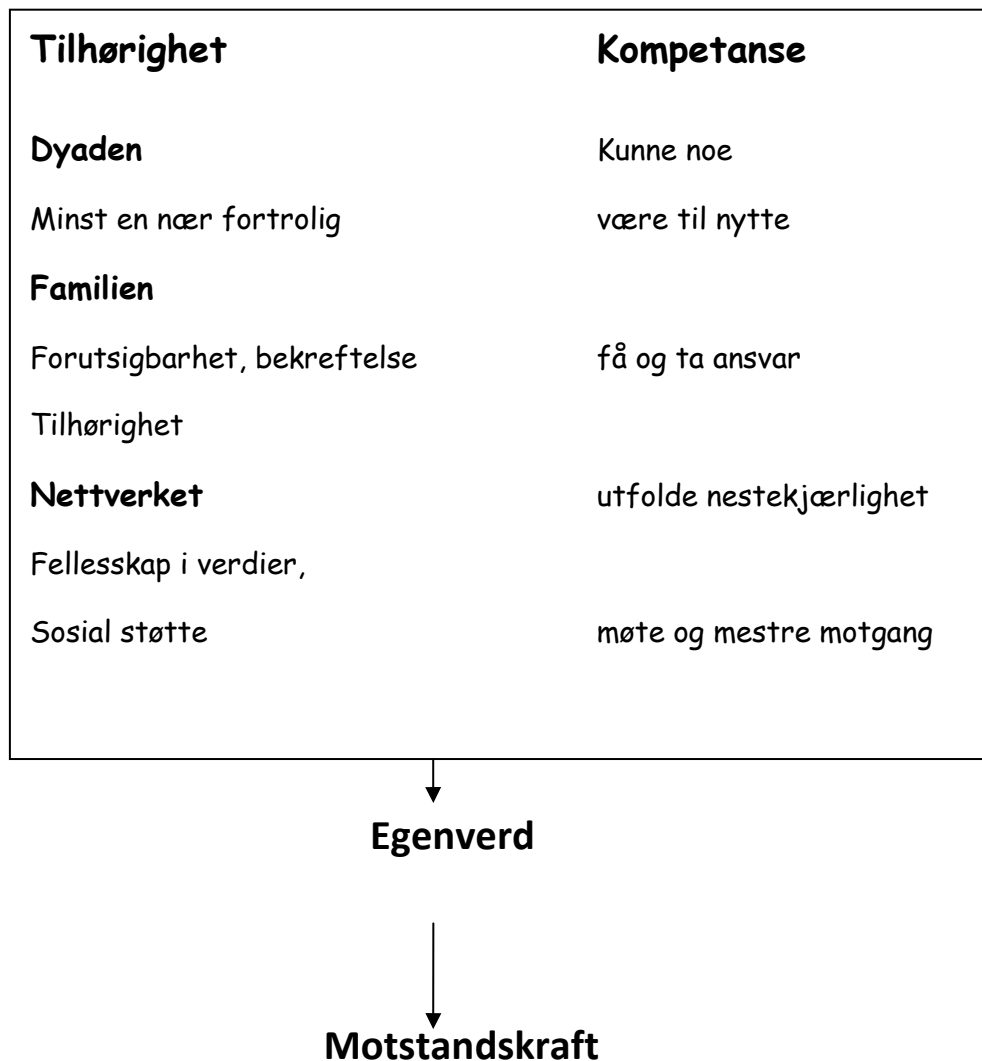 Tilhørighet Kompetanse
Dyaden Kunne noe
Minst en nær fortrolig være til nytte
Familien
Forutsigbarhet, bekreftelse få og ta ansvar
Tilhørighet
Nettverket utfolde nestekjærlighet
Fellesskap i verdier,
Sosial støtte møte og mestre motgang
Egenverd
Motstandskraft